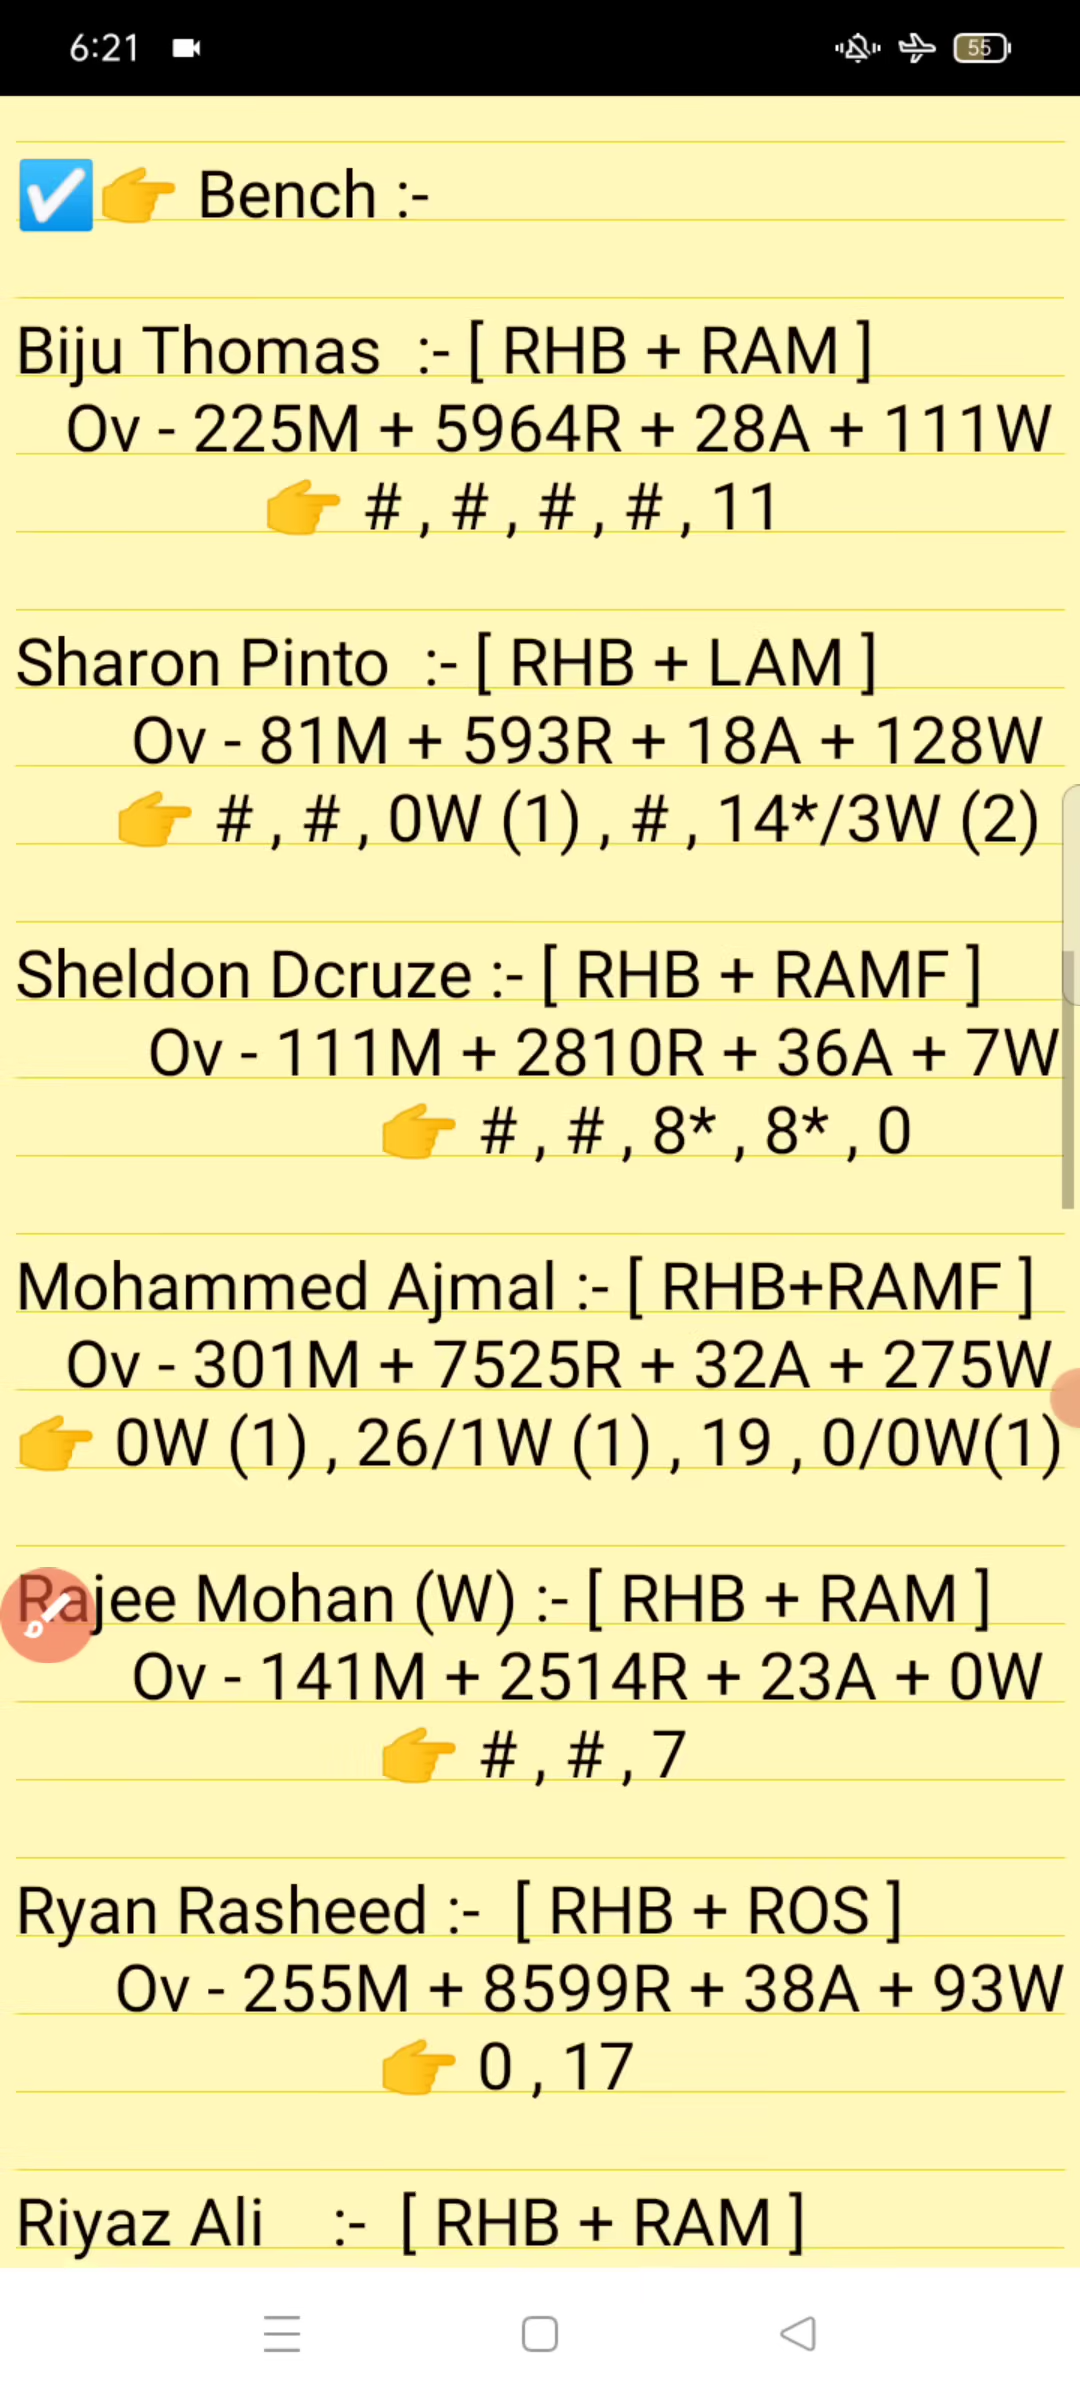 6:21 55
✅👉 Bench :-
Biju Thomas :- [ RHB + RAM ]
Ov - 225M + 5964R + 28A + 111W
👉 # , # , # , # , 11
Sharon Pinto :- [ RHB + LAM ]
Ov - 81M + 593R + 18A + 128W
👉 # , # , 0W (1) , # , 14*/3W (2)
Sheldon Dcruze :- [ RHB + RAMF ]
Ov - 111M + 2810R + 36A + 7W
👉 # , # , 8* , 8* , 0
Mohammed Ajmal :- [ RHB+RAMF ]
Ov - 301M + 7525R + 32A + 275W
👉 0W (1) , 26/1W (1) , 19 , 0/0W(1)
Rajee Mohan (W) :- [ RHB + RAM ]
Ov - 141M + 2514R + 23A + 0W
👉 # , # , 7
Ryan Rasheed :- [ RHB + ROS ]
Ov - 255M + 8599R + 38A + 93W
👉 0 , 17
Riyaz Ali :- [ RHB + RAM ]